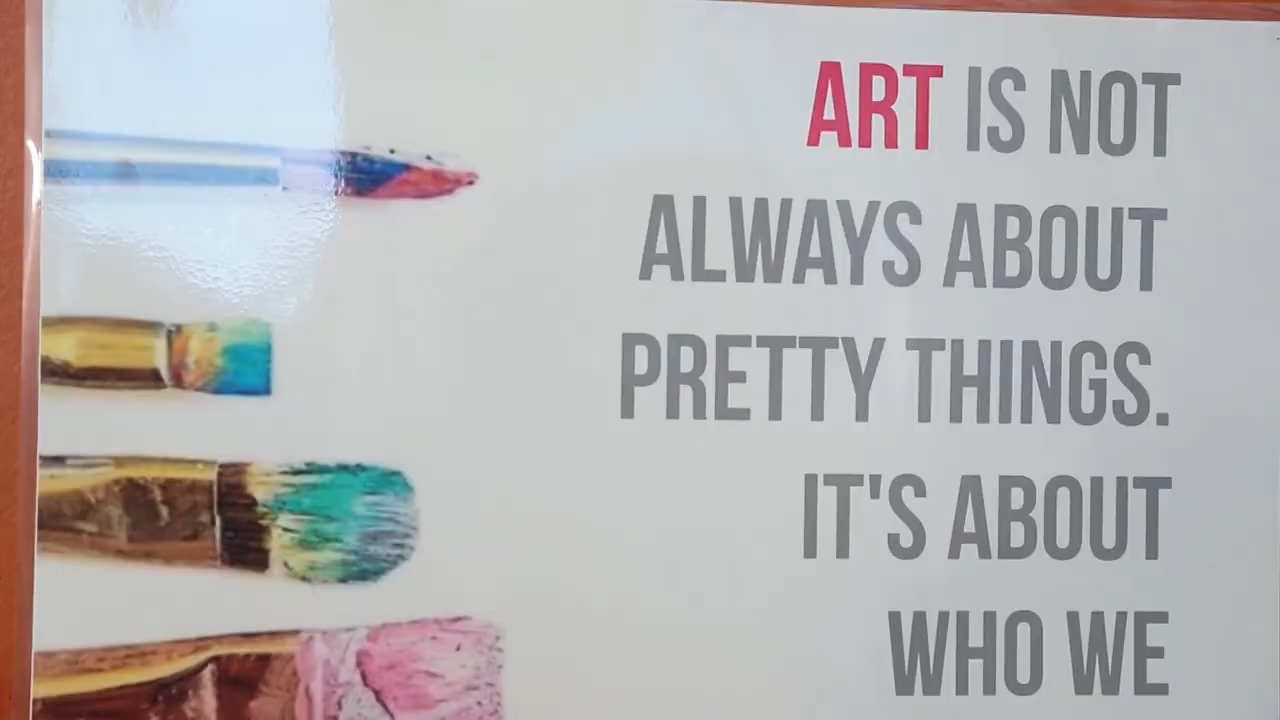 ART IS NOT
ALWAYS ABOUT
PRETTY THINGS.
IT'S ABOUT
WHO WE